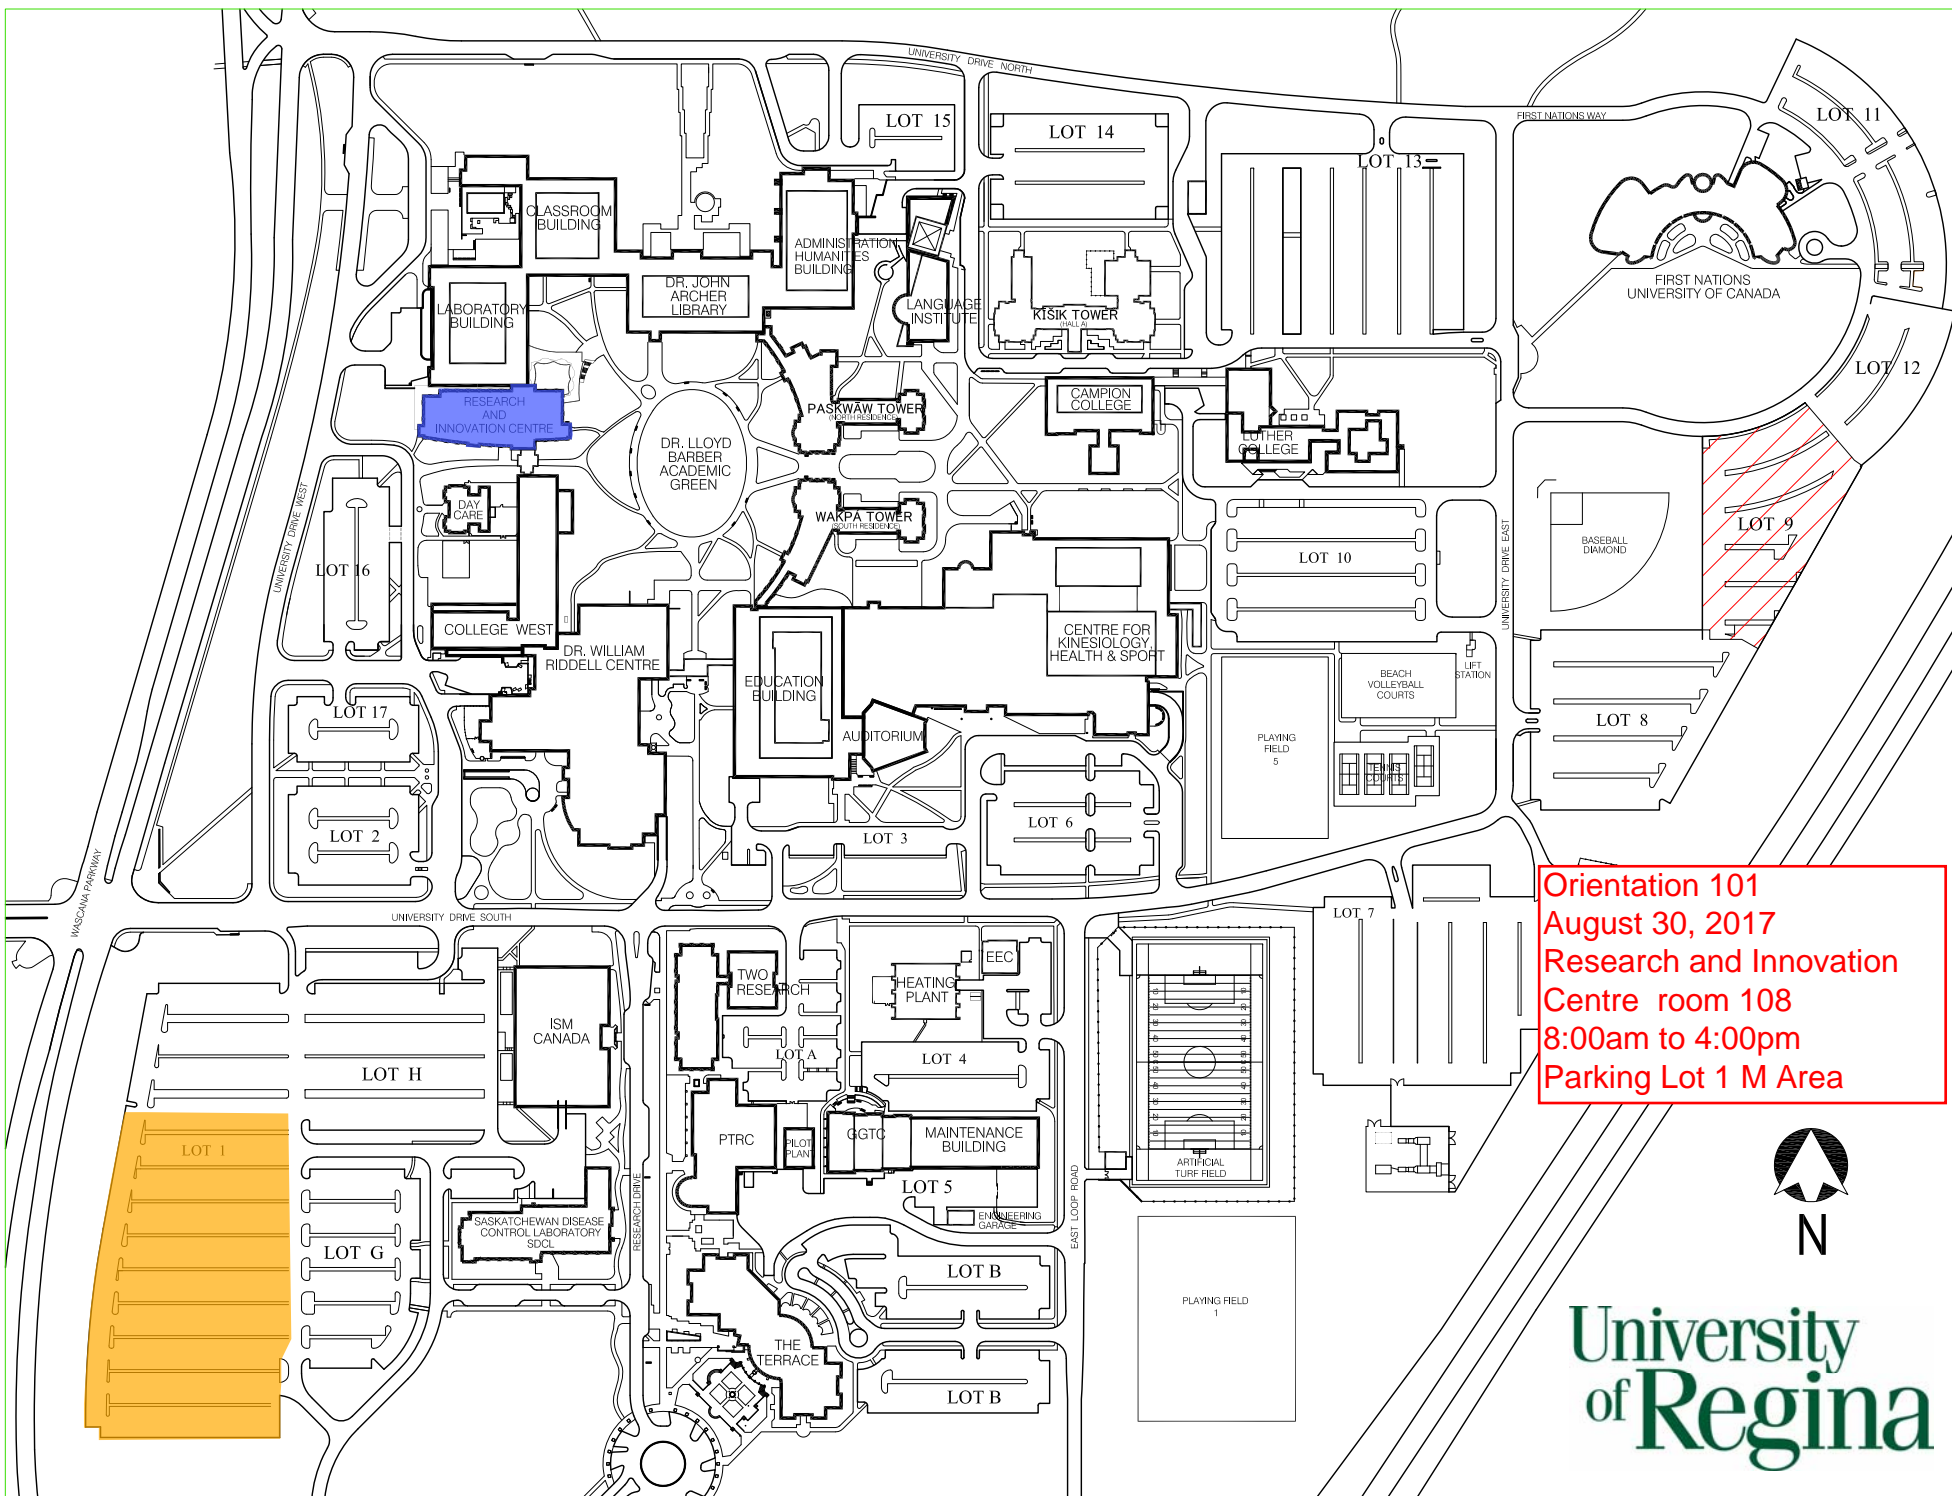 UNIVERSITY DRIVE NORTH
FIRST NATIONS WAY
LOT 11
LOT 15
LOT 14
LOT 13
CLASSROOM
BUILDING
ADMINISTRATION
HUMANITIES
BUILDING
DR. JOHN
ARCHER
LIBRARY
LABORATORY
BUILDING
LANGUAGE
INSTITUTE
KĪŠIK TOWER
(HALL A)
FIRST NATIONS
UNIVERSITY OF CANADA
LOT 12
RESEARCH
AND
INNOVATION CENTRE
PASKWĀW TOWER
(NORTH RESIDENCE)
CAMPION
COLLEGE
LUTHER
COLLEGE
DR. LLOYD
BARBER
ACADEMIC
GREEN
DAY
CARE
WAKPÁ TOWER
(SOUTH RESIDENCE)
UNIVERSITY DRIVE WEST
LOT 16
LOT 10
UNIVERSITY DRIVE EAST
BASEBALL
DIAMOND
LOT 9
COLLEGE WEST
DR. WILLIAM
RIDDELL CENTRE
CENTRE FOR
KINESIOLOGY,
HEALTH & SPORT
EDUCATION
BUILDING
AUDITORIUM
LIFT
STATION
BEACH
VOLLEYBALL
COURTS
LOT 17
LOT 8
PLAYING
FIELD
5
TENNIS
COURTS
LOT 2
LOT 3
LOT 6
WASCANA PARKWAY
UNIVERSITY DRIVE SOUTH
LOT 7
Orientation 101
August 30, 2017
Research and Innovation
Centre room 108
8:00am to 4:00pm
Parking Lot 1 M Area
TWO
RESEARCH
HEATING
PLANT
EEC
ISM
CANADA
LOT A
LOT 4
LOT H
LOT 1
PTRC
PILOT
PLANT
GGTC
MAINTENANCE
BUILDING
ARTIFICIAL
TURF FIELD
LOT 5
ENGINEERING
GARAGE
RESEARCH DRIVE
EAST LOOP ROAD
SASKATCHEWAN DISEASE
CONTROL LABORATORY
SDCL
LOT G
LOT B
PLAYING FIELD
1
THE
TERRACE
LOT B
N
University
of Regina